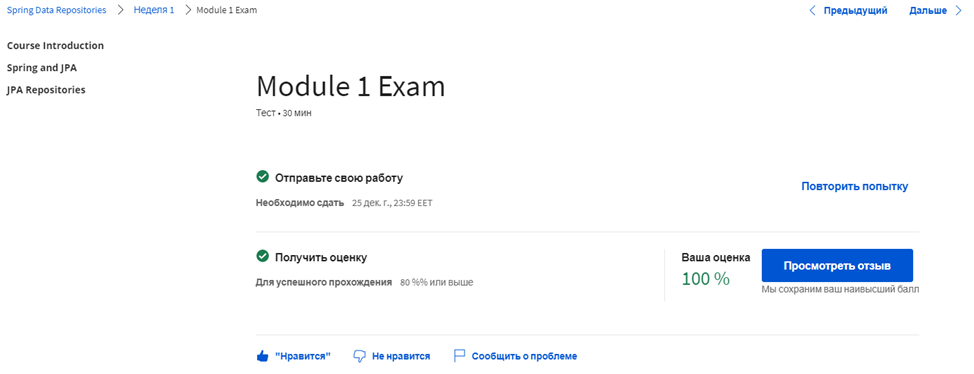 Spring Data Repositories > Неделя 1 > Module 1 Exam
< Предыдущий Дальше >
Course Introduction
Spring and JPA
JPA Repositories
Module 1 Exam
Тест • 30 мин
Отправьте свою работу
Необходимо сдать 25 дек. г., 23:59 EET
Повторить попытку
Получить оценку
Для успешного прохождения 80 %% или выше
Ваша оценка
100 %
Просмотреть отзыв
Мы сохраним ваш наивысший балл
"Нравится" Не нравится Сообщить о проблеме